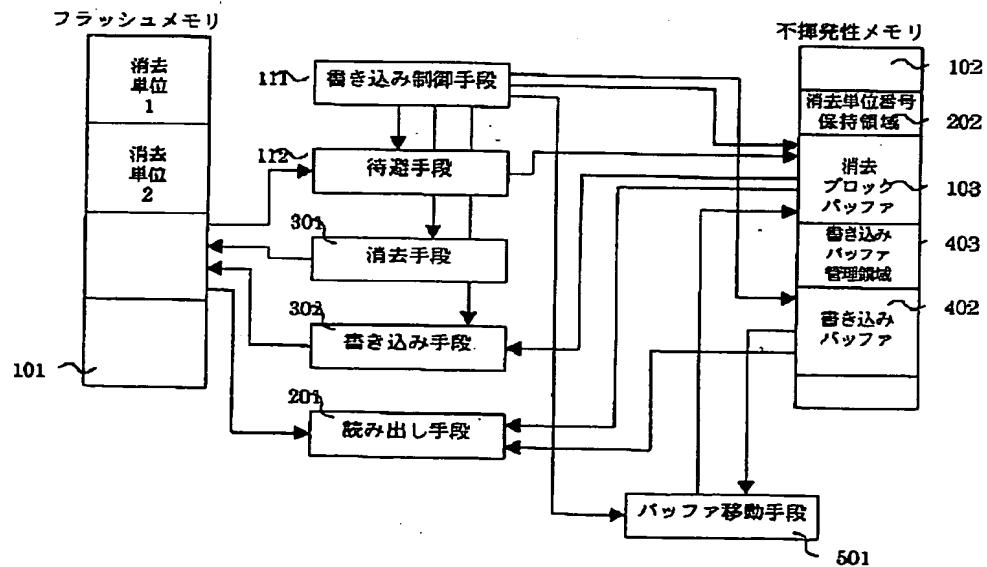 フラッシュメモリ
消去
単位
1
消去
単位
2
101
111
書き込み制御手段
112
待避手段
301
消去手段
302
書き込み手段
201
読み出し手段
バッファ移動手段
501
不揮発性メモリ
102
消去単位番号
保持領域
202
消去
ブロック
バッファ
103
書き込み
バッファ
管理領域
403
書き込み
バッファ
402